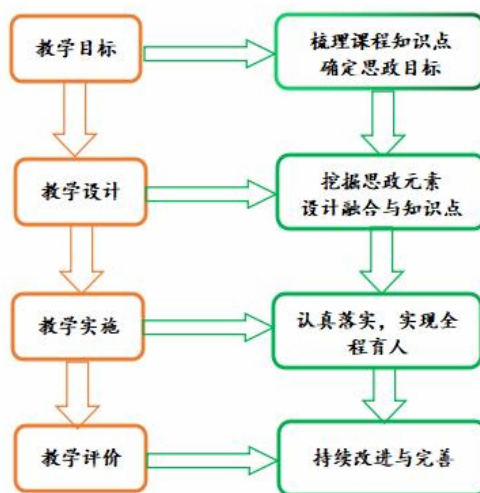 教学目标
梳理课程知识点
确定思政目标
教学设计
挖掘思政元素
设计融合与知识点
教学实施
认真落实，实现全
程育人
教学评价
持续改进与完善